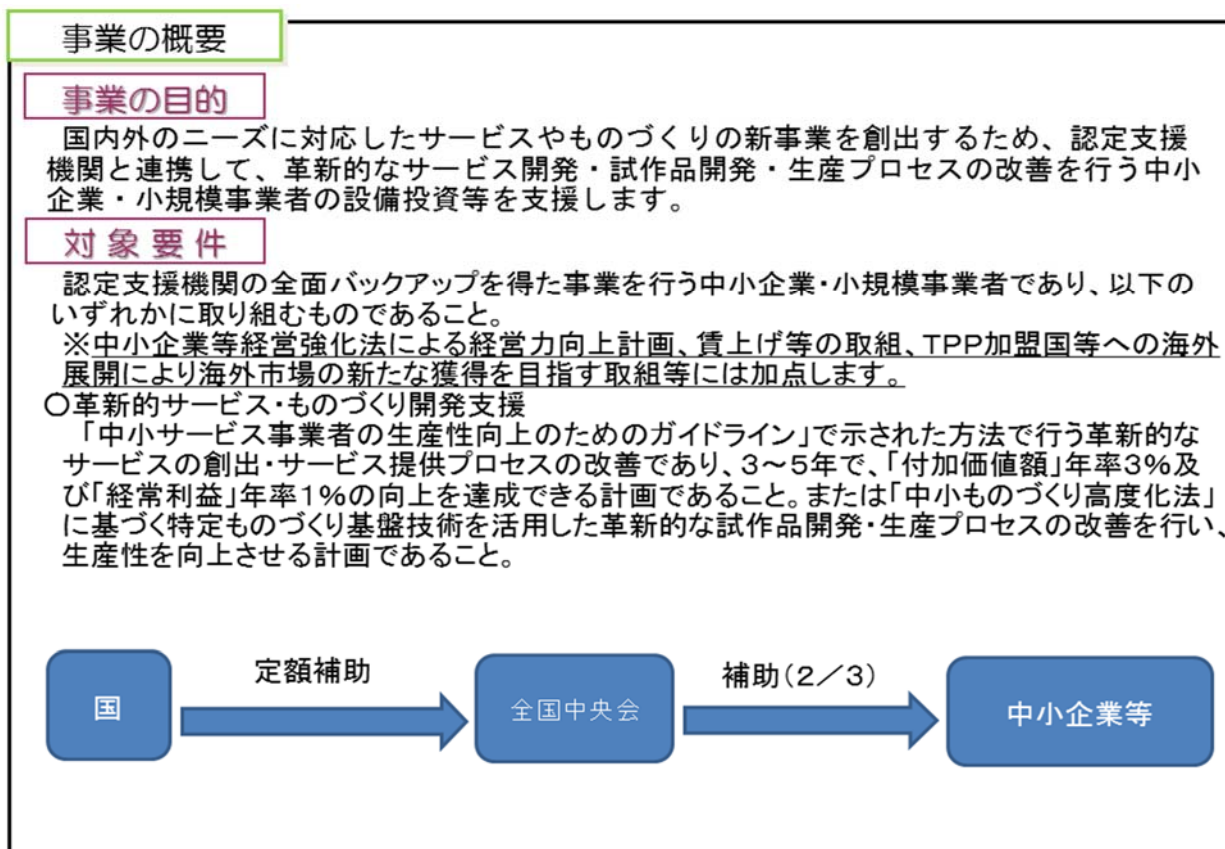 事業の概要
事業の目的
国内外のニーズに対応したサービスやものづくりの新事業を創出するため、認定支援
機関と連携して、革新的なサービス開発・試作品開発・生産プロセスの改善を行う中小
企業・小規模事業者の設備投資等を支援します。
対象要件
認定支援機関の全面バックアップを得た事業を行う中小企業・小規模事業者であり、以下の
いずれかに取り組むものであること。
※中小企業等経営強化法による経営力向上計画、賃上げ等の取組、TPP加盟国等への海外
展開により海外市場の新たな獲得を目指す取組等には加点します。
○革新的サービス・ものづくり開発支援
「中小サービス事業者の生産性向上のためのガイドライン」で示された方法で行う革新的な
サービスの創出・サービス提供プロセスの改善であり、3～5年で、「付加価値額」年率3%及
び「経常利益」年率1%の向上を達成できる計画であること。または「中小ものづくり高度化法」
に基づく特定ものづくり基盤技術を活用した革新的な試作品開発・生産プロセスの改善を行い、
生産性を向上させる計画であること。
国
定額補助
全国中央会
補助(2/3)
中小企業等